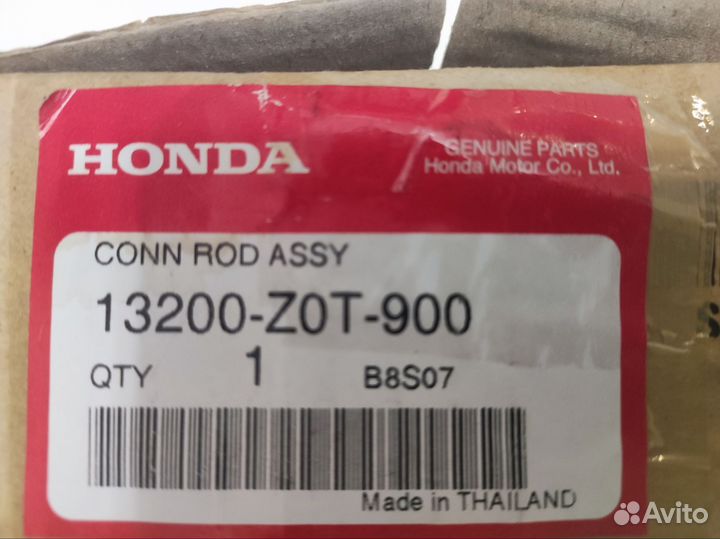 HONDA
GENUINE PARTS
Honda Motor Co., Ltd.
CONN ROD ASSY
13200-Z0T-900
QTY 1 B8S07
Made in THAILAND
Avito